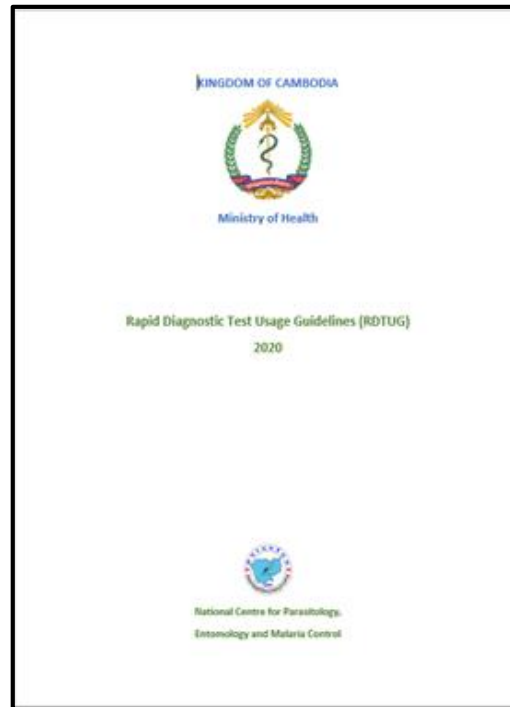 KINGDOM OF CAMBODIA
Ministry of Health
Rapid Diagnostic Test Usage Guidelines (RDTUG)
2020
National Centre for Parasitology,
Entomology and Malaria Control